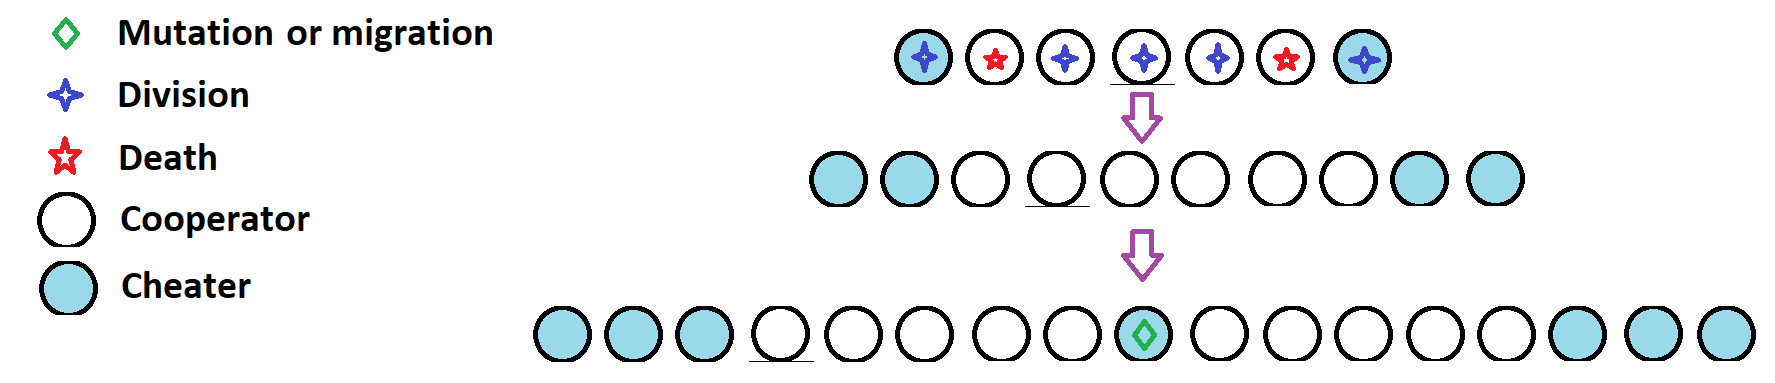 Mutation or migration
Division
Death
Cooperator
Cheater